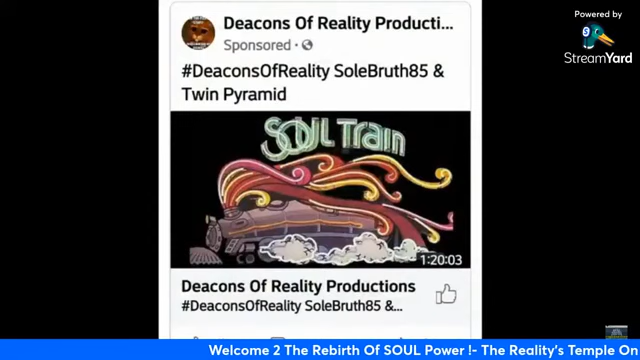 Deacons Of Reality Producti...
Sponsored ·
#DeaconsOfReality SoleBruth85 &
Twin Pyramid
SOUL TRAIN
1:20:03
Deacons Of Reality Productions
#DeaconsOfReality SoleBruth85 &...
Powered by
StreamYard
Welcome 2 The Rebirth Of SOUL Power !- The Reality's Temple On